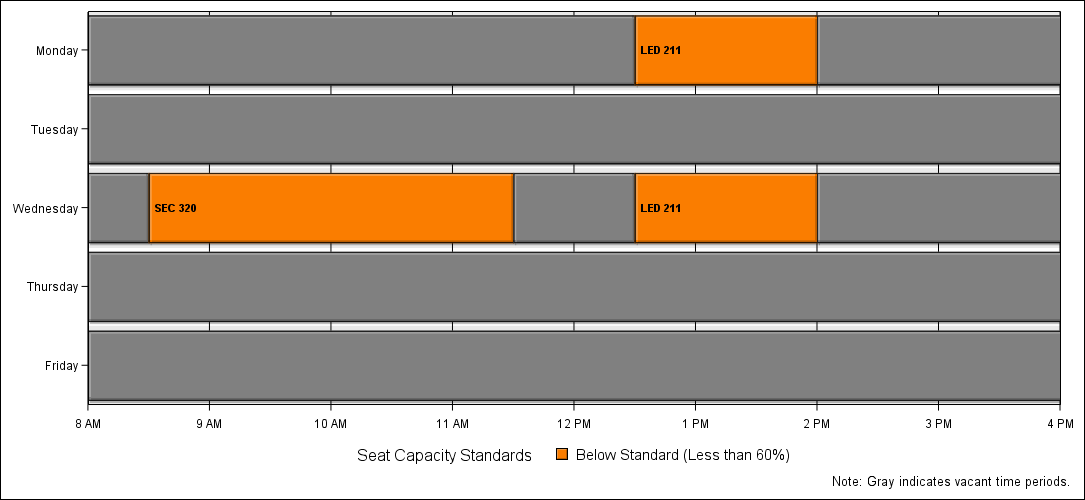 Monday
LED 211
Tuesday
Wednesday
SEC 320
LED 211
Thursday
Friday
8 AM 9 AM 10 AM 11 AM 12 PM 1 PM 2 PM 3 PM 4 PM
Seat Capacity Standards Below Standard (Less than 60%)
Note: Gray indicates vacant time periods.